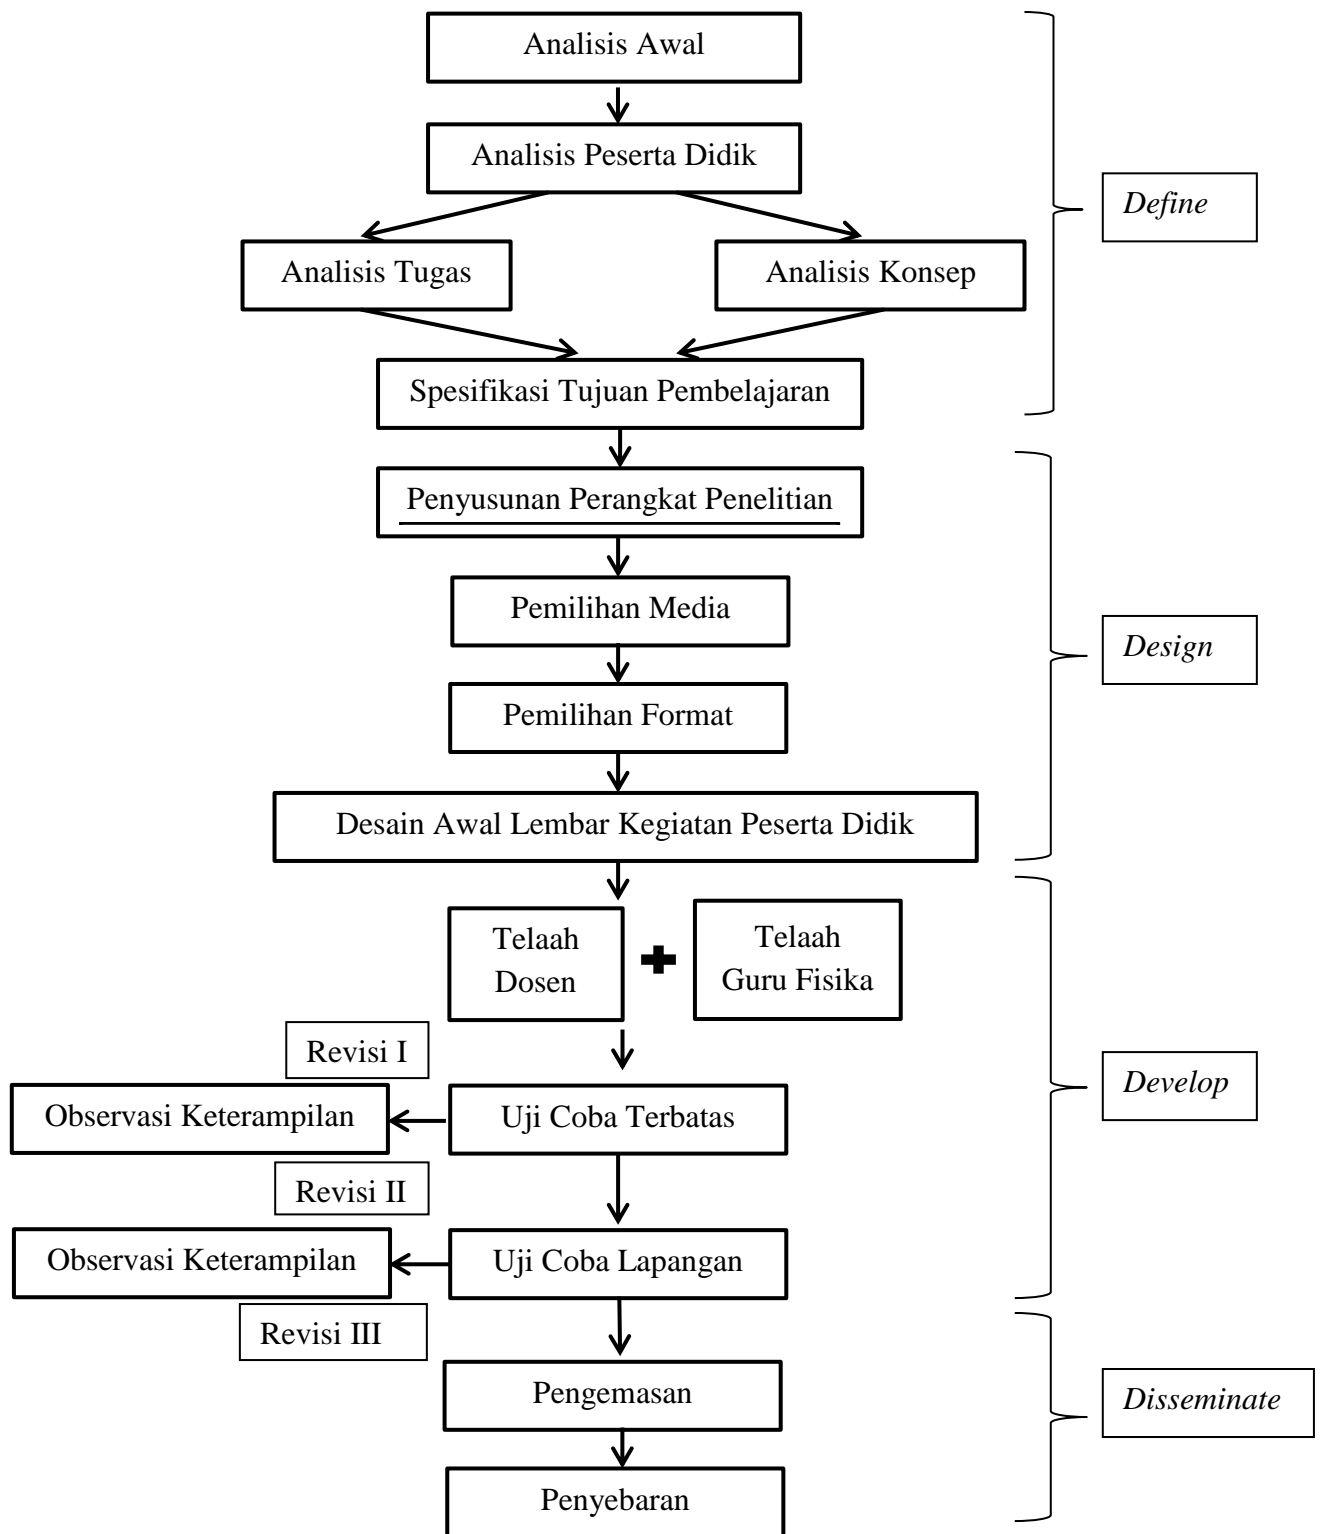 Analisis Awal
Analisis Peserta Didik
Define
Analisis Tugas
Analisis Konsep
Spesifikasi Tujuan Pembelajaran
Penyusunan Perangkat Penelitian
Pemilihan Media
Design
Pemilihan Format
Desain Awal Lembar Kegiatan Peserta Didik
Telaah
Dosen
Telaah
Guru Fisika
Revisi I
Develop
Observasi Keterampilan
Uji Coba Terbatas
Revisi II
Observasi Keterampilan
Uji Coba Lapangan
Revisi III
Pengemasan
Disseminate
Penyebaran